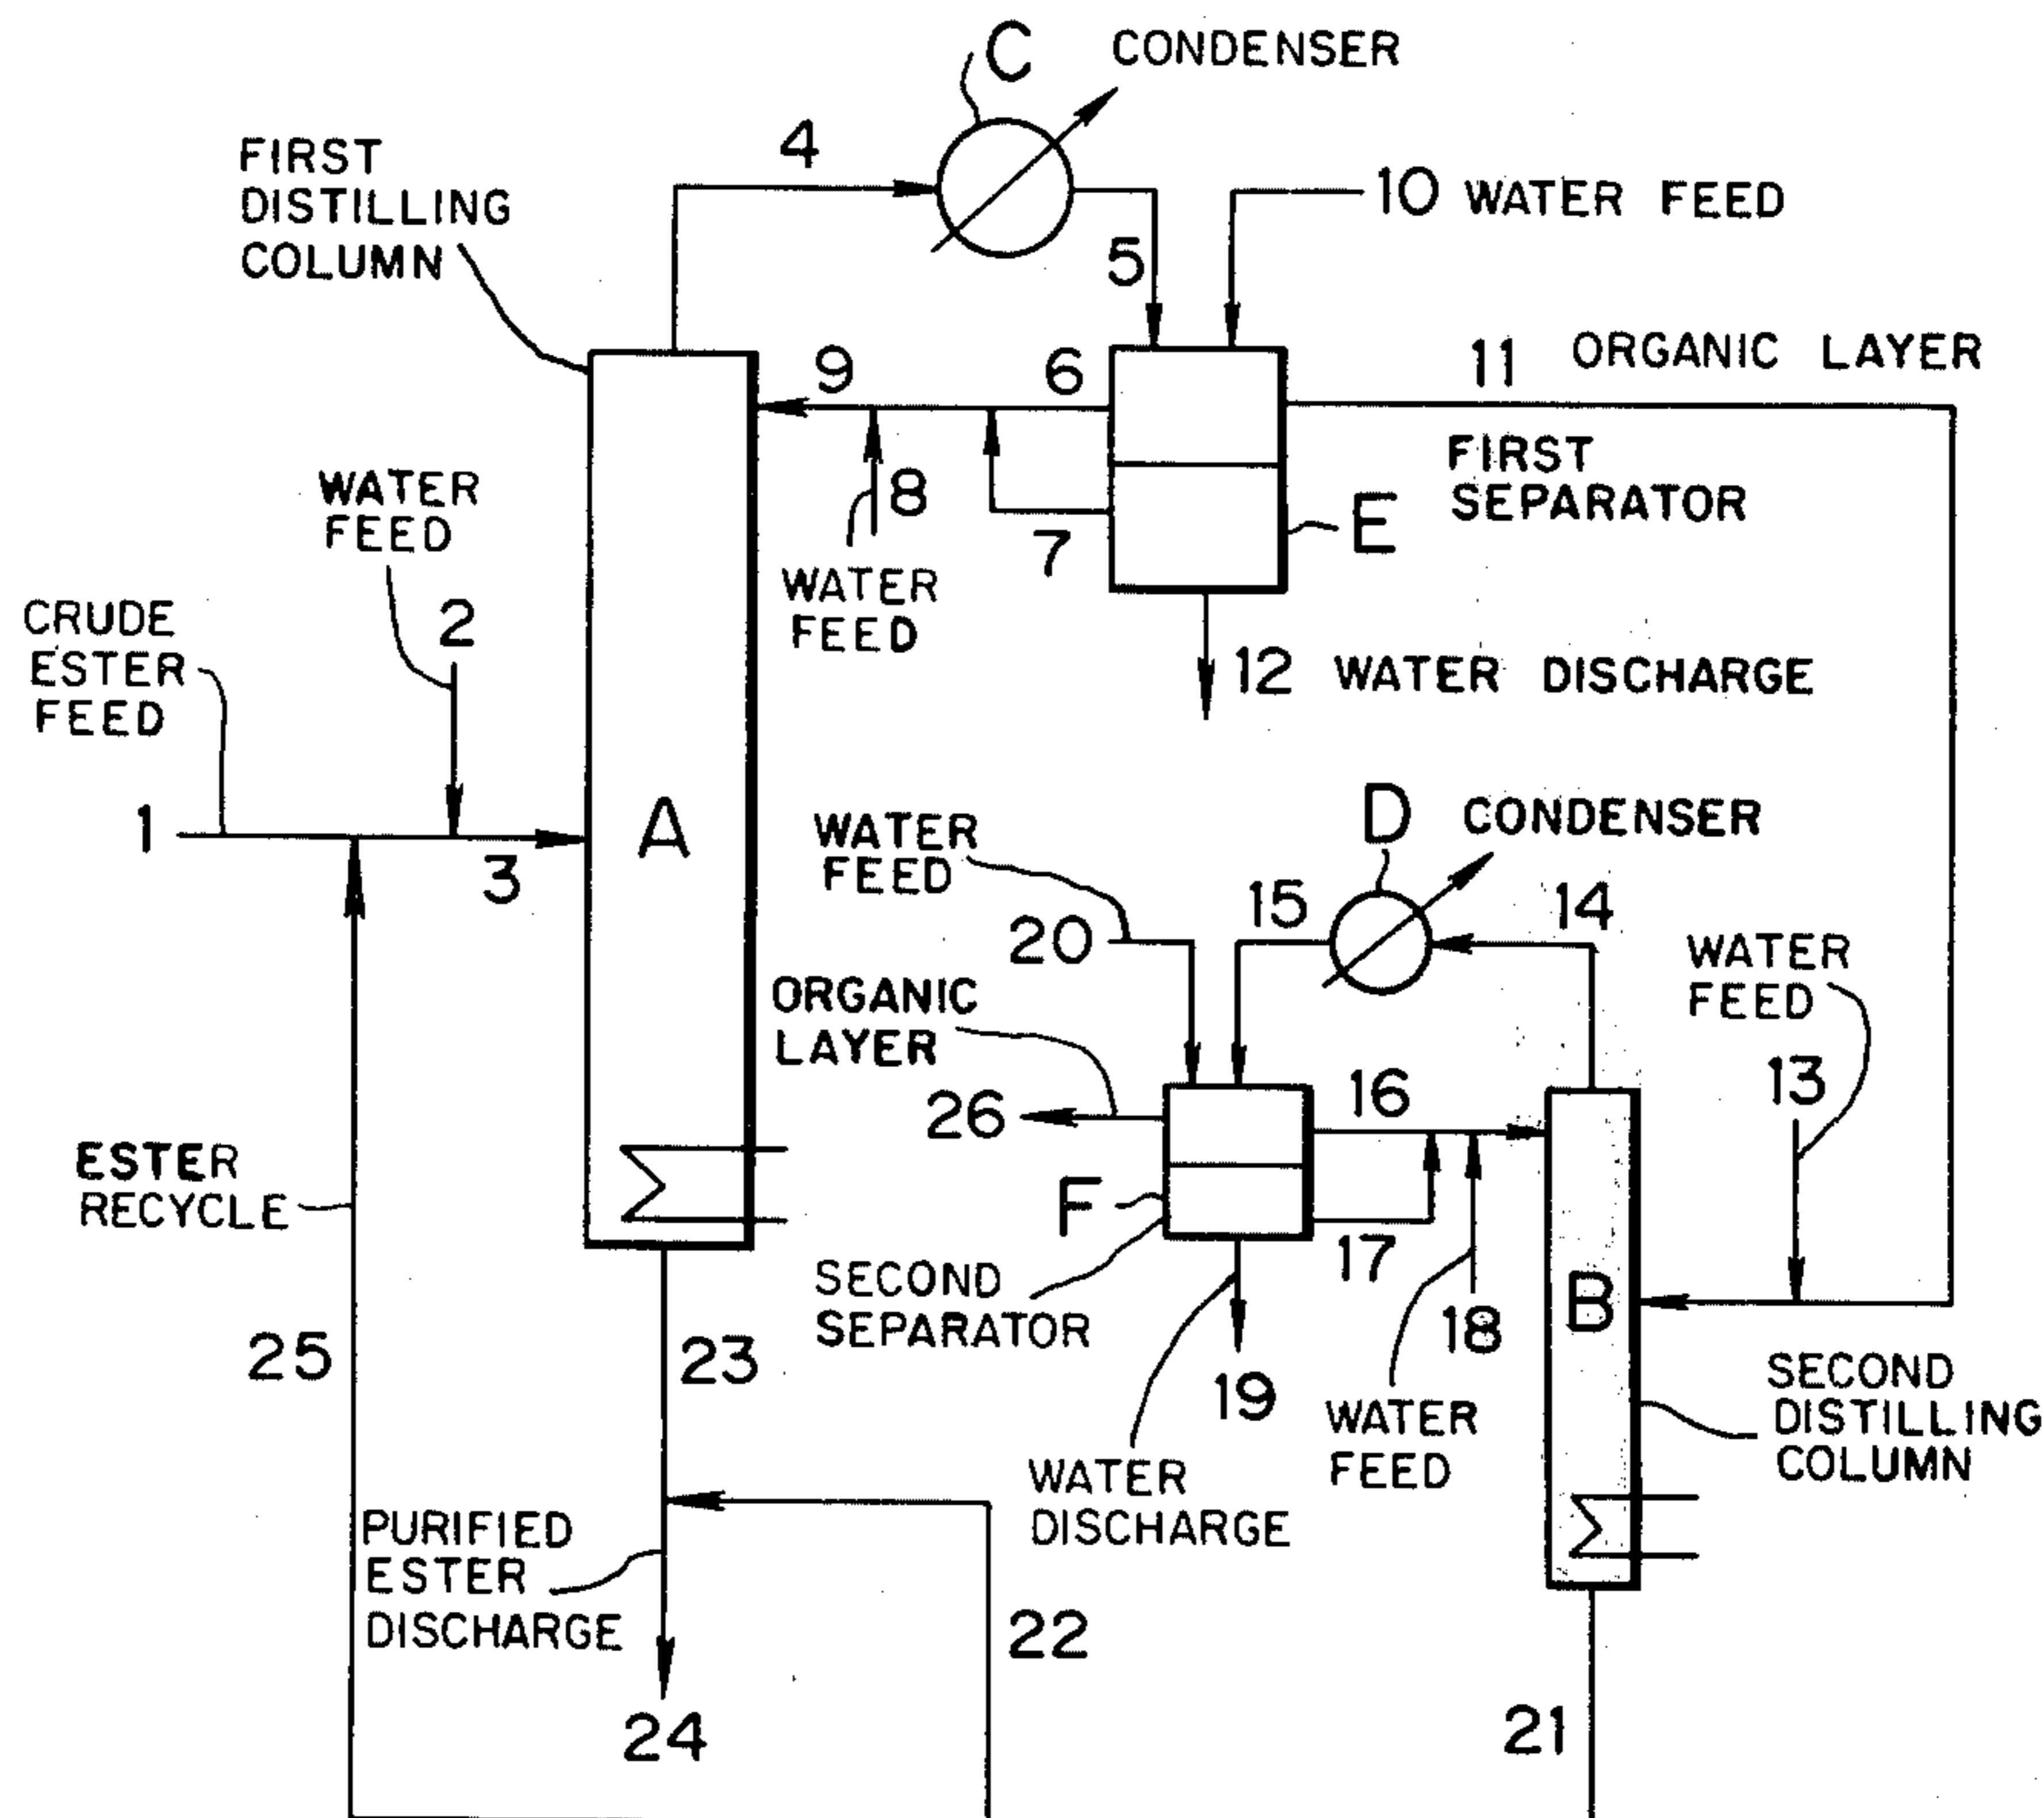 C
CONDENSER
4
FIRST
DISTILLING
COLUMN
10 WATER FEED
5
11 ORGANIC LAYER
9
6
FIRST
SEPARATOR
WATER
FEED
8
E
7
2
WATER
FEED
CRUDE
ESTER
FEED
12 WATER DISCHARGE
1
3
A
D
CONDENSER
WATER
FEED
15
14
20
WATER
FEED
ORGANIC
LAYER
13
16
26
ESTER
RECYCLE
F
17
SECOND
SEPARATOR
18
B
25
23
19
WATER
FEED
SECOND
DISTILLING
COLUMN
WATER
DISCHARGE
PURIFIED
ESTER
DISCHARGE
22
24
21